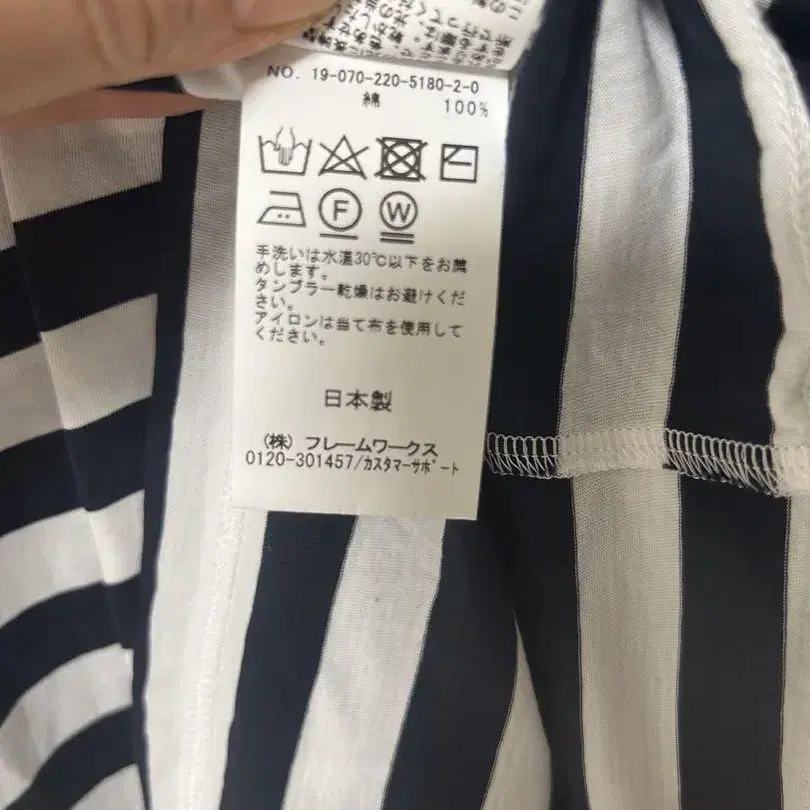 NO. 19-070-220-5180-2-0
綿 100%
F
W
手洗いは水温30℃以下をお薦
めします。
タンブラー乾燥はお避けくだ
さい。
アイロンは当て布を使用して
ください。
日本製
(株) フレームワークス
0120-301457/カスタマーサポート